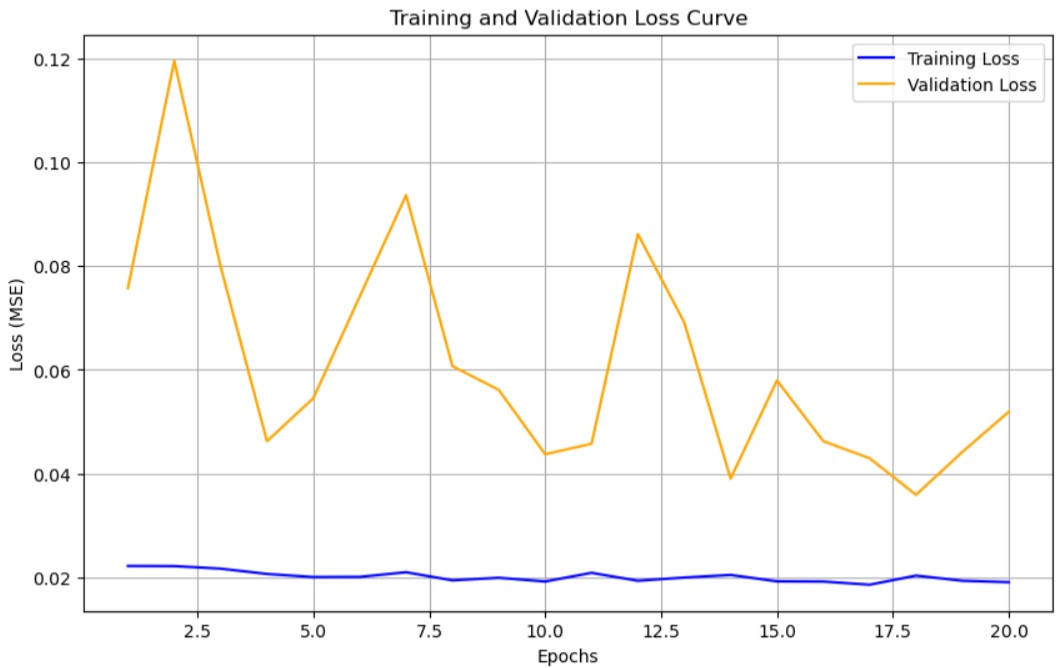 Training and Validation Loss Curve
Training Loss
Validation Loss
Loss (MSE)
0.12
0.10
0.08
0.06
0.04
0.02
2.5 5.0 7.5 10.0 12.5 15.0 17.5 20.0
Epochs